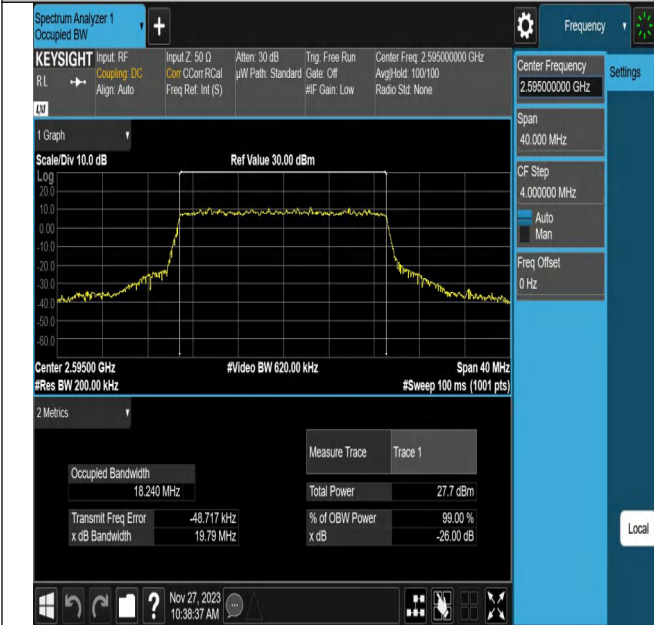 Spectrum Analyzer 1
Occupied BW
+
Frequency
KEYSIGHT
RL
LXI
Input: RF
Coupling: DC
Align: Auto
Input Z: 50 Ω
Corr CCorr RCal
Freq Ref: Int (S)
Atten: 30 dB
µW Path: Standard
Trig: Free Run
Gate: Off
#IF Gain: Low
Center Freq: 2.595000000 GHz
Avg|Hold: 100/100
Radio Std: None
Center Frequency
2.595000000 GHz
Settings
Span
40.000 MHz
CF Step
4.000000 MHz
Auto
Man
Freq Offset
0 Hz
Local
1 Graph
Scale/Div 10.0 dB
Ref Value 30.00 dBm
Log
20.0
10.0
0.00
-10.0
-20.0
-30.0
-40.0
-50.0
-60.0
Center 2.59500 GHz
#Video BW 620.00 kHz
Span 40 MHz
#Res BW 200.00 kHz
#Sweep 100 ms (1001 pts)
2 Metrics
Measure Trace
Trace 1
Occupied Bandwidth
18.240 MHz
Total Power
27.7 dBm
Transmit Freq Error
-48.717 kHz
% of OBW Power
99.00 %
x dB Bandwidth
19.79 MHz
x dB
-26.00 dB
?
Nov 27, 2023
10:38:37 AM